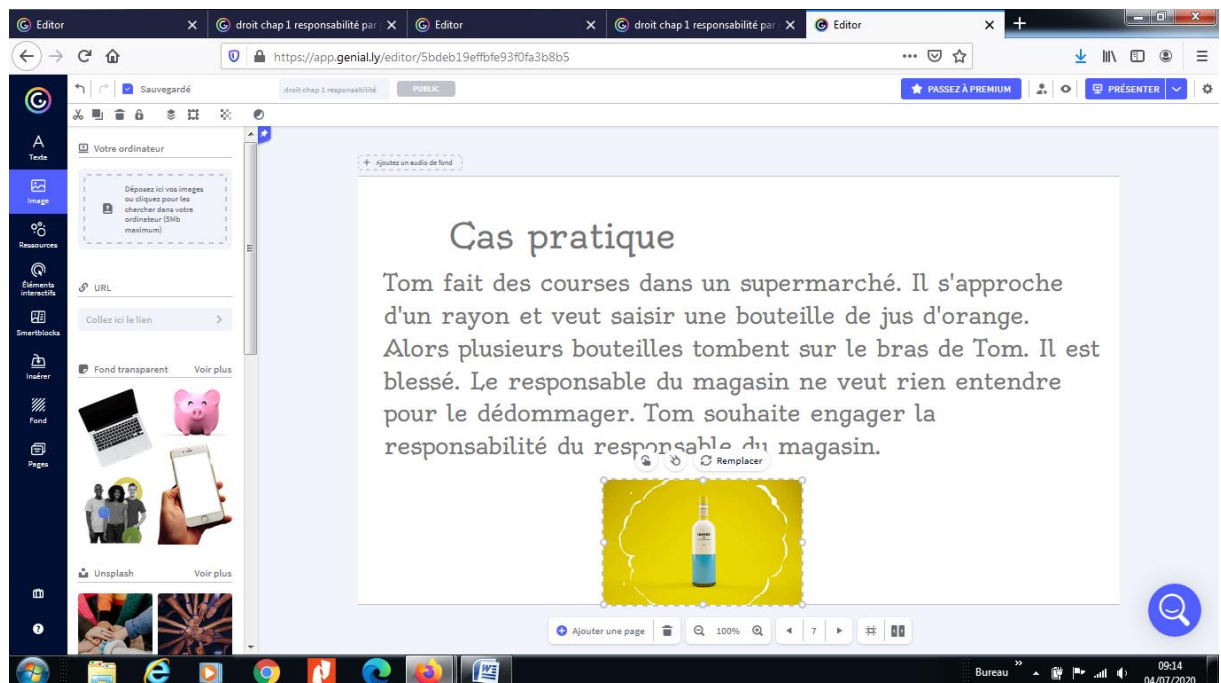 Editor
droit chap 1 responsabilité par
Editor
droit chap 1 responsabilité par
Editor
https://app.genial.ly/editor/5bdeb19effbfe93f0fa3b8b5
Sauvegardé
droit chap 1 responsabilité
PUBLIC
PASSEZ À PREMIUM
PRÉSENTER
Texte
Image
Ressources
Éléments
interactifs
Smartblocks
Insérer
Fond
Pages
Votre ordinateur
Déposez ici vos images
ou cliquez pour les
chercher dans votre
ordinateur (5Mb
maximum)
URL
Collez ici le lien
Fond transparent Voir plus
Unsplash Voir plus
+ Ajoutez un audio de fond
Cas pratique
Tom fait des courses dans un supermarché. Il s'approche
d'un rayon et veut saisir une bouteille de jus d'orange.
Alors plusieurs bouteilles tombent sur le bras de Tom. Il est
blessé. Le responsable du magasin ne veut rien entendre
pour le dédommager. Tom souhaite engager la
responsabilité du responsable du magasin.
Remplacer
Ajouter une page
100%
7
Bureau
09:14
04/07/2020